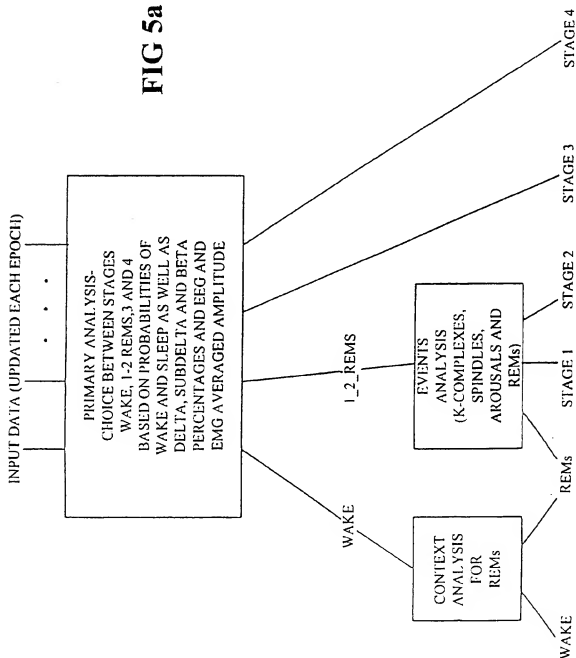 FIG 5a
INPUT DATA (UPDATED EACH EPOCH)
PRIMARY ANALYSIS-
CHOICE BETWEEN STAGES
WAKE, 1-2 REMS,3 AND 4
BASED ON PROBABILITIES OF
WAKE AND SLEEP AS WELL AS
DELTA, SUBDELTA AND BETA
PERCENTAGES AND EEG AND
EMG AVERAGED AMPLITUDE
WAKE
1_2_REMS
CONTEXT
ANALYSIS
FOR
REMs
EVENTS
ANALYSIS
(K-COMPLEXES,
SPINDLES,
AROUSALS AND
REMs)
WAKE
REMs
STAGE 1
STAGE 2
STAGE 3
STAGE 4